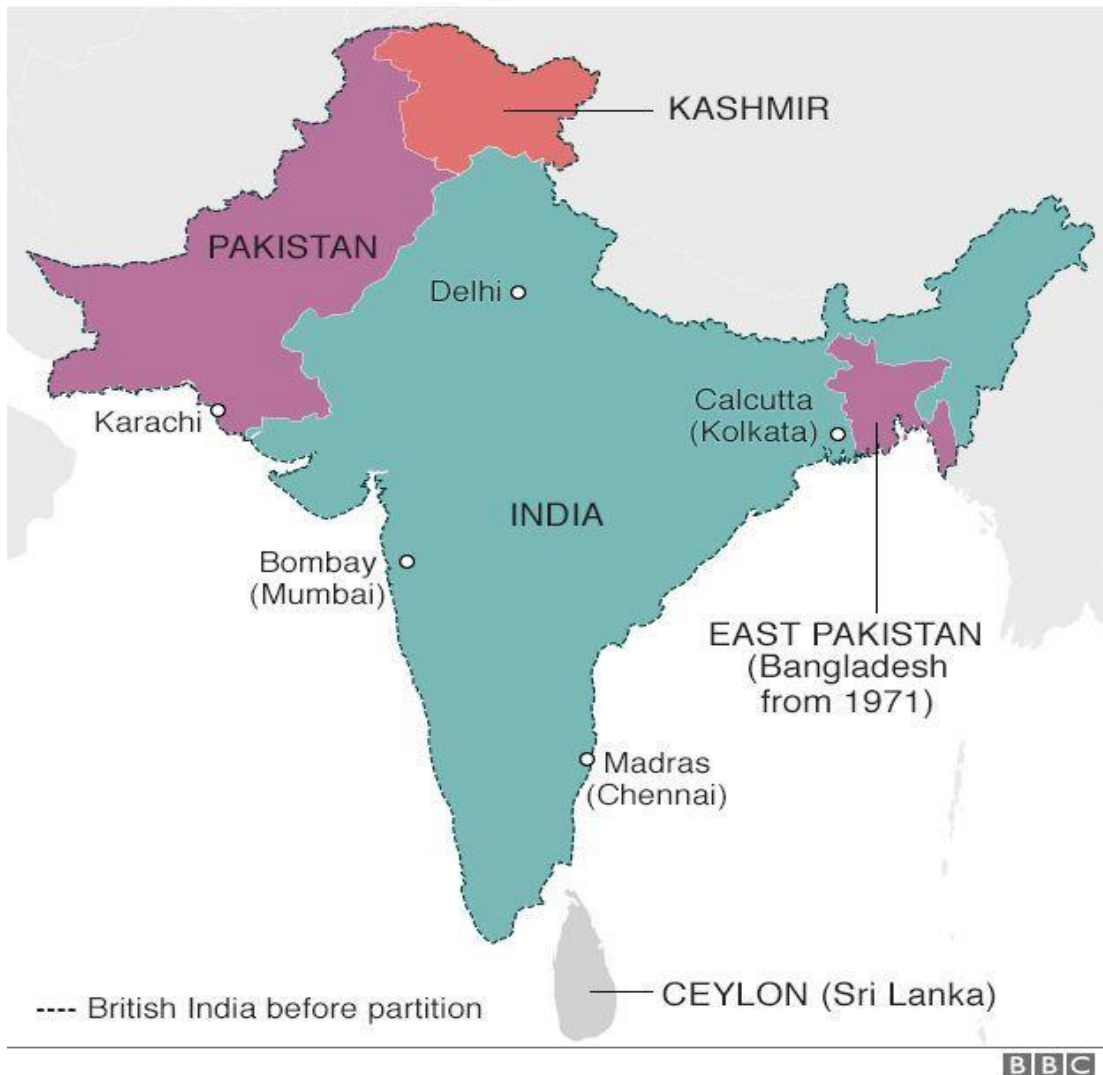 KASHMIR
PAKISTAN
Delhi
Karachi
Calcutta
(Kolkata)
INDIA
Bombay
(Mumbai)
EAST PAKISTAN
(Bangladesh
from 1971)
Madras
(Chennai)
CEYLON (Sri Lanka)
---- British India before partition
BBC